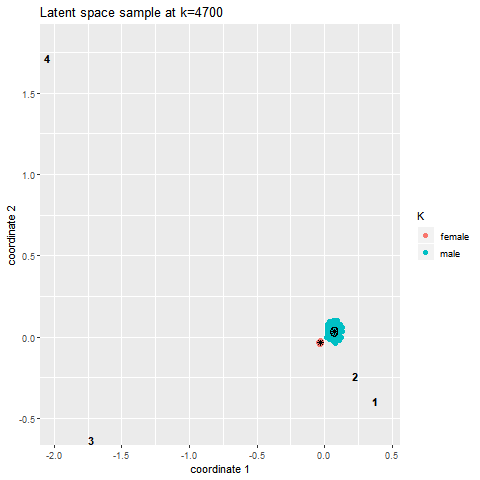 Latent space sample at k=4700
4
1.5
1.0
coordinate 2
K
female
0.5
male
0.0
2
1
-0.5
3
-2.0 -1.5 -1.0 -0.5 0.0 0.5
coordinate 1